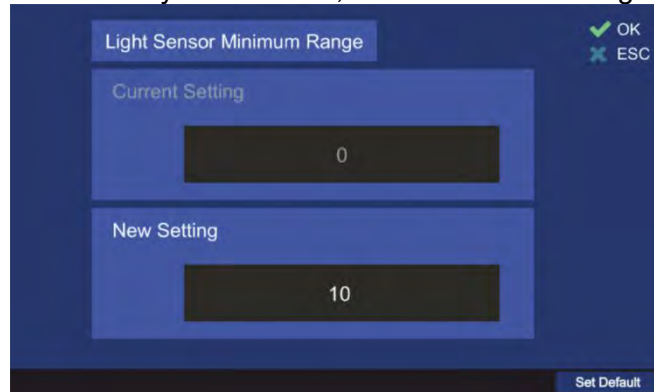 Light Sensor Minimum Range
OK
ESC
Current Setting
0
New Setting
10
Set Default